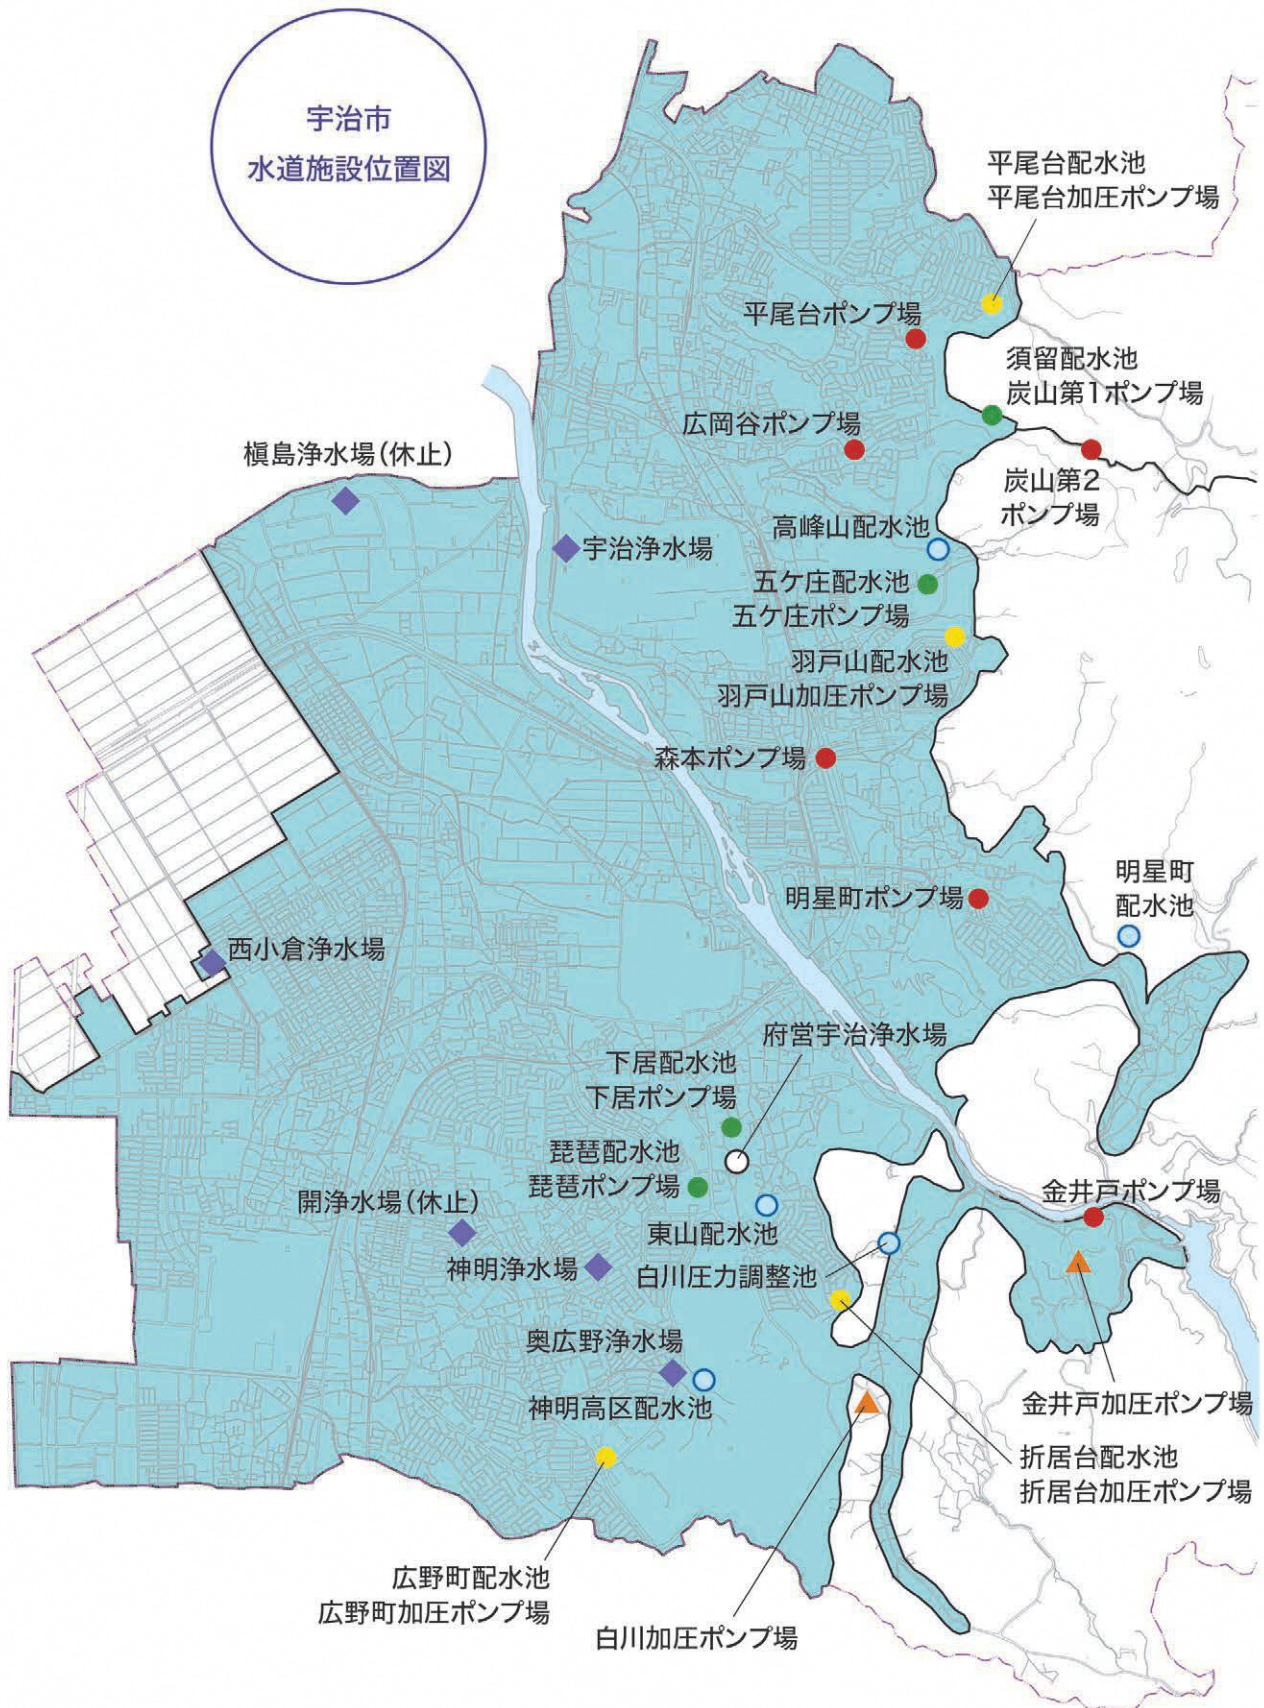 宇治市
水道施設位置図
平尾台配水池
平尾台加圧ポンプ場
平尾台ポンプ場
須留配水池
炭山第1ポンプ場
広岡谷ポンプ場
槇島浄水場(休止)
炭山第2
ポンプ場
高峰山配水池
宇治浄水場
五ケ庄配水池
五ケ庄ポンプ場
羽戸山配水池
羽戸山加圧ポンプ場
森本ポンプ場
明星町
配水池
明星町ポンプ場
西小倉浄水場
府営宇治浄水場
下居配水池
下居ポンプ場
琵琶配水池
琵琶ポンプ場
開浄水場(休止)
金井戸ポンプ場
東山配水池
神明浄水場
白川圧力調整池
奥広野浄水場
神明高区配水池
金井戸加圧ポンプ場
折居台配水池
折居台加圧ポンプ場
広野町配水池
広野町加圧ポンプ場
白川加圧ポンプ場